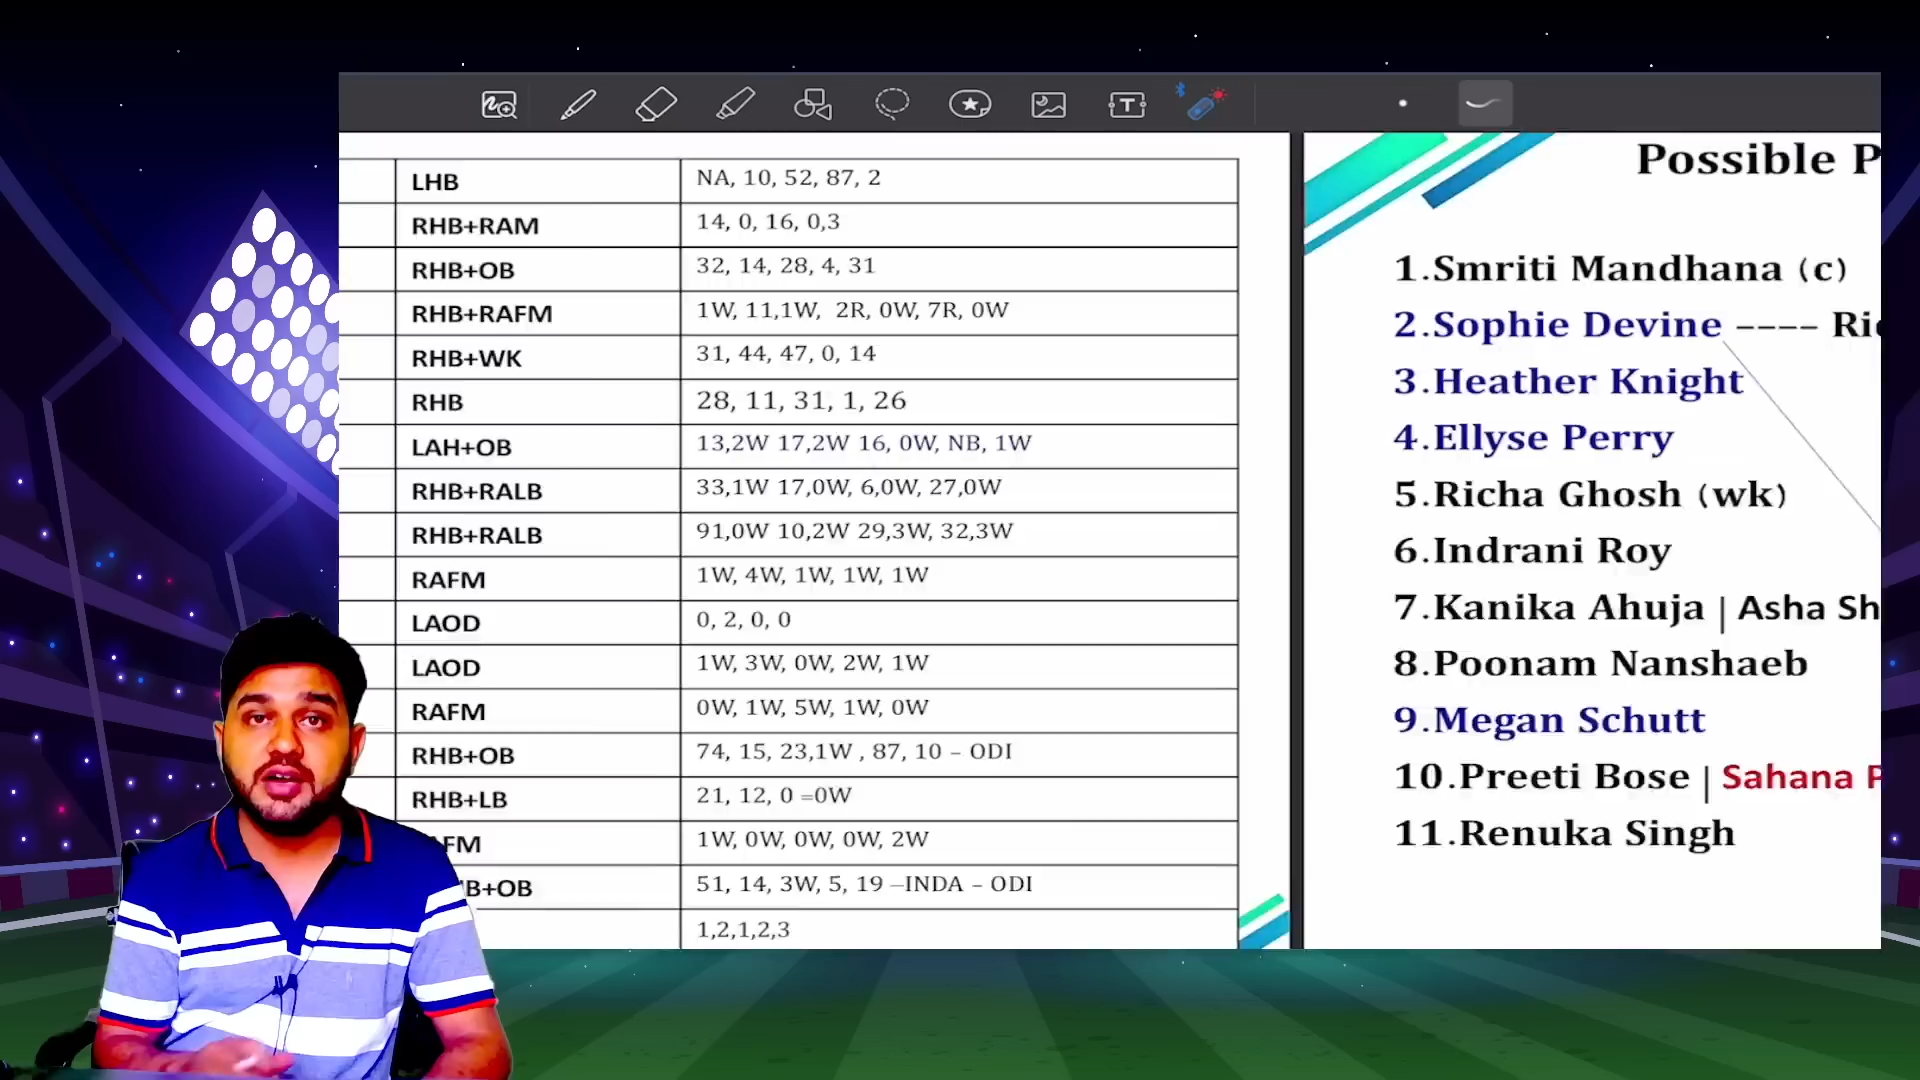 LHB NA, 10, 52, 87, 2
RHB+RAM 14, 0, 16, 0,3
RHB+OB 32, 14, 28, 4, 31
RHB+RAFM 1W, 11,1W, 2R, 0W, 7R, 0W
RHB+WK 31, 44, 47, 0, 14
RHB 28, 11, 31, 1, 26
LAH+OB 13,2W 17,2W 16, 0W, NB, 1W
RHB+RALB 33,1W 17,0W, 6,0W, 27,0W
RHB+RALB 91,0W 10,2W 29,3W, 32,3W
RAFM 1W, 4W, 1W, 1W, 1W
LAOD 0, 2, 0, 0
LAOD 1W, 3W, 0W, 2W, 1W
RAFM 0W, 1W, 5W, 1W, 0W
RHB+OB 74, 15, 23,1W , 87, 10 – ODI
RHB+LB 21, 12, 0 =0W
FM 1W, 0W, 0W, 0W, 2W
B+OB 51, 14, 3W, 5, 19 –INDA – ODI
1,2,1,2,3
Possible P
1.Smriti Mandhana (c)
2.Sophie Devine ---- Ric
3.Heather Knight
4.Ellyse Perry
5.Richa Ghosh (wk)
6.Indrani Roy
7.Kanika Ahuja | Asha Sh
8.Poonam Nanshaeb
9.Megan Schutt
10.Preeti Bose | Sahana P
11.Renuka Singh